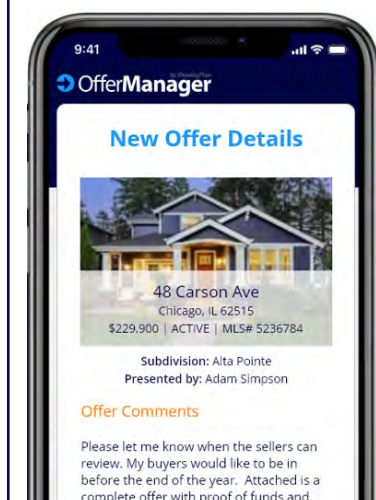 9:41
OfferManager
New Offer Details
48 Carson Ave
Chicago, IL 62515
$229,900 | ACTIVE | MLS# 5236784
Subdivision: Alta Pointe
Presented by: Adam Simpson
Offer Comments
Please let me know when the sellers can
review. My buyers would like to be in
before the end of the year. Attached is a
complete offer with proof of funds and